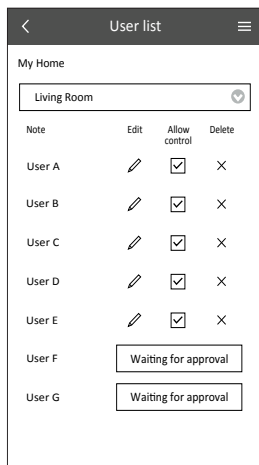 User list
My Home
Living Room
Note Edit Allow control Delete
User A
User B
User C
User D
User E
User F Waiting for approval
User G Waiting for approval